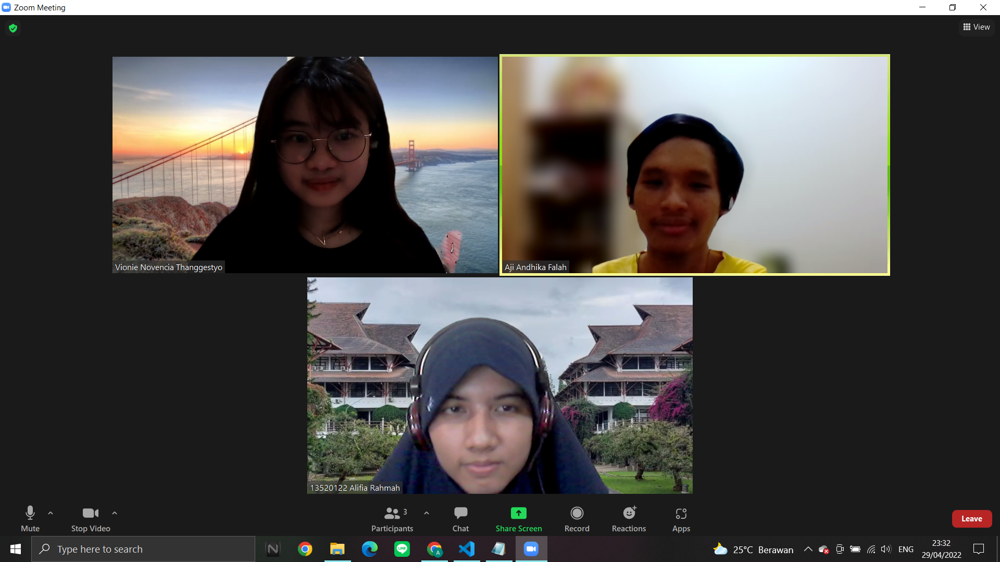 Zoom Meeting
View
Vionie Novencia Thanggestyo
Aji Andhika Falah
13520122 Alifia Rahmah
Mute
Stop Video
3
Participants
Chat
Share Screen
Record
Reactions
Apps
Leave
Type here to search
N
LINE
A
25°C Berawan
ENG
23:32
29/04/2022